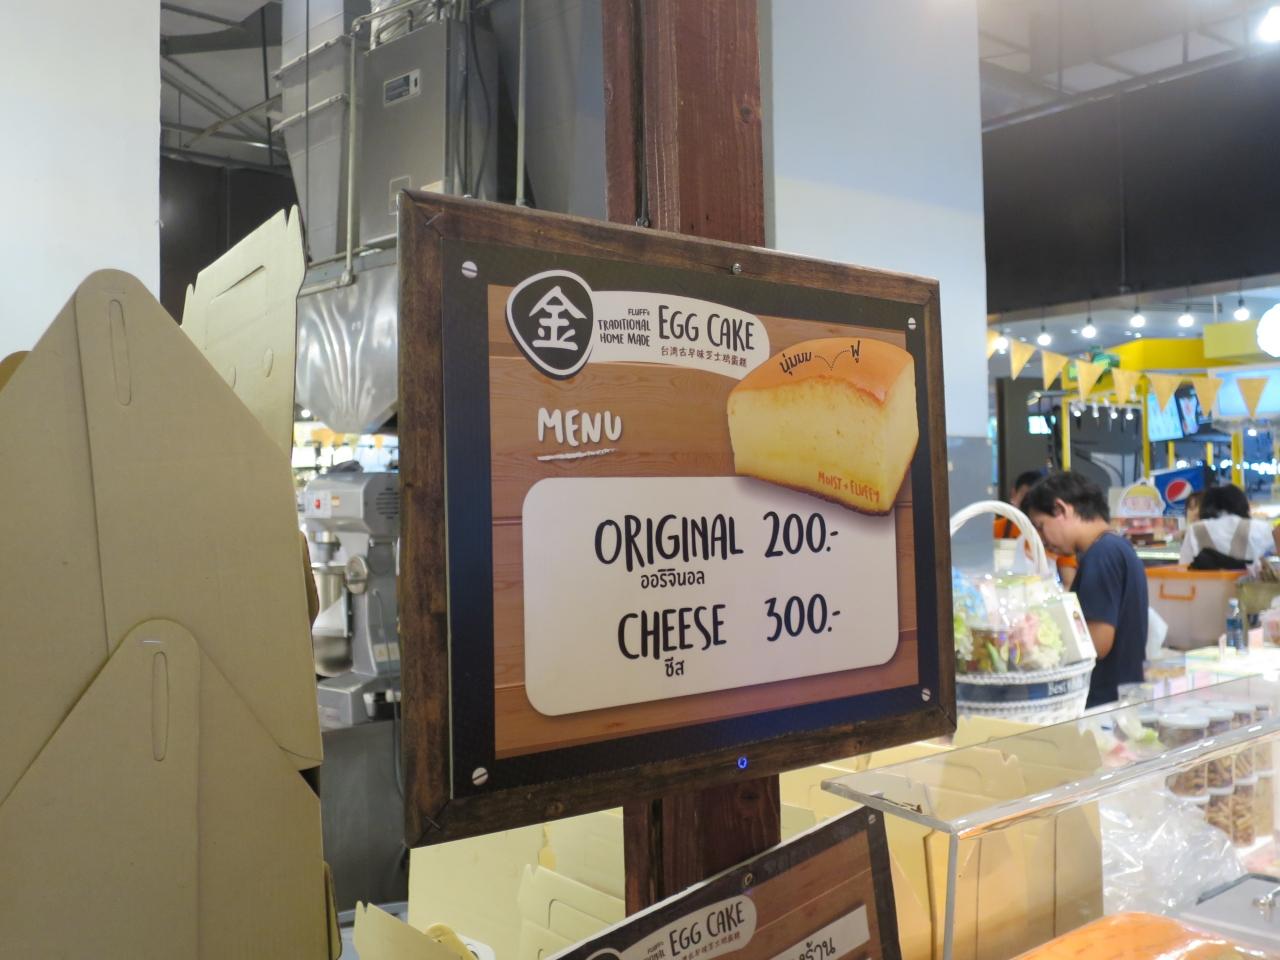 金
FLUFF's
TRADITIONAL
HOME MADE
EGG CAKE
台湾古早味芝士鸡蛋糕
นุ่มมม
ฟู
MENU
MOIST + FLUFFY
ORIGINAL 200.-
ออริจินอล
CHEESE 300.-
ชีส
Best
EGG CAKE